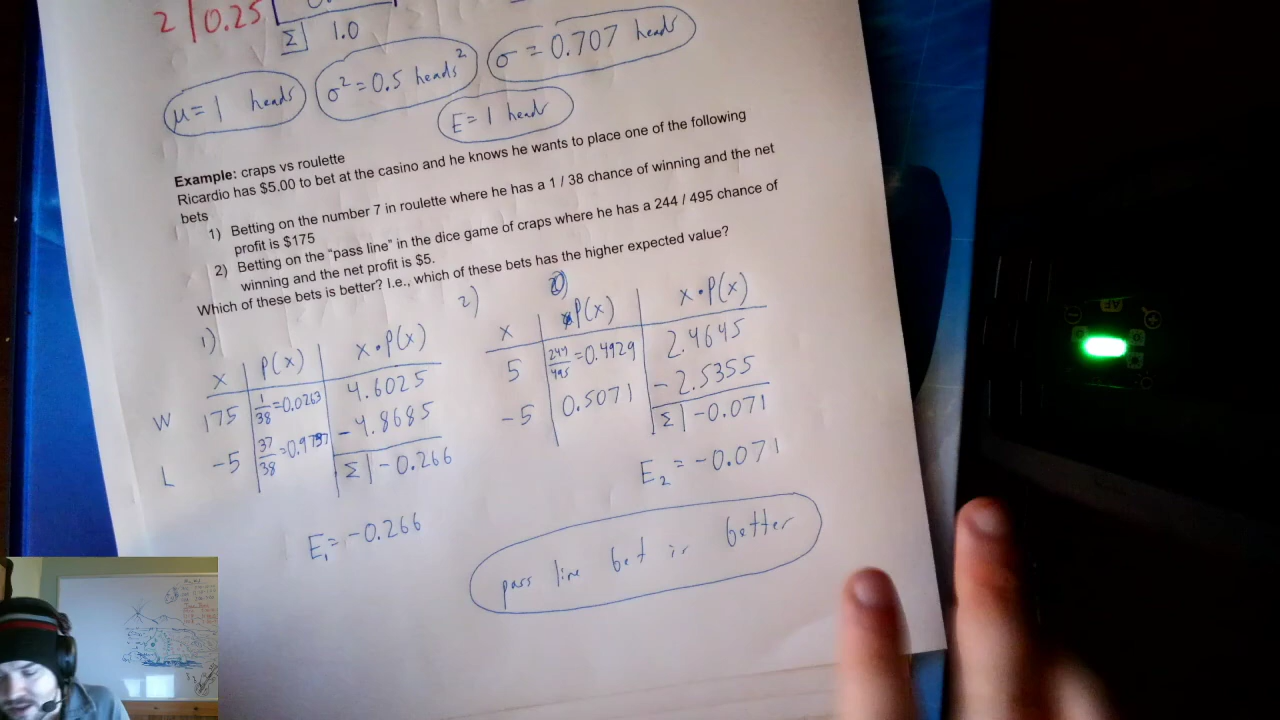 2 | 0.25
Σ | 1.0
μ = 1 heads
σ² = 0.5 heads²
σ = 0.707 heads
E = 1 head
Example: craps vs roulette
Ricardio has $5.00 to bet at the casino and he knows he wants to place one of the following
bets
1) Betting on the number 7 in roulette where he has a 1 / 38 chance of winning and the net
profit is $175
2) Betting on the “pass line” in the dice game of craps where he has a 244 / 495 chance of
winning and the net profit is $5.
Which of these bets is better? I.e., which of these bets has the higher expected value?
1)
x | P(x) | x•P(x)
W 175 | 1/38 = 0.0263 | 4.6025
L -5 | 37/38 = | -4.8685
Σ | -0.266
E₁ = -0.266
2)
x | P(x) | x•P(x)
5 | 244/495 = 0.4929 | 2.4645
-5 | 0.5071 | -2.5355
Σ | -0.071
E₂ = -0.071
pass line bet is better
AF